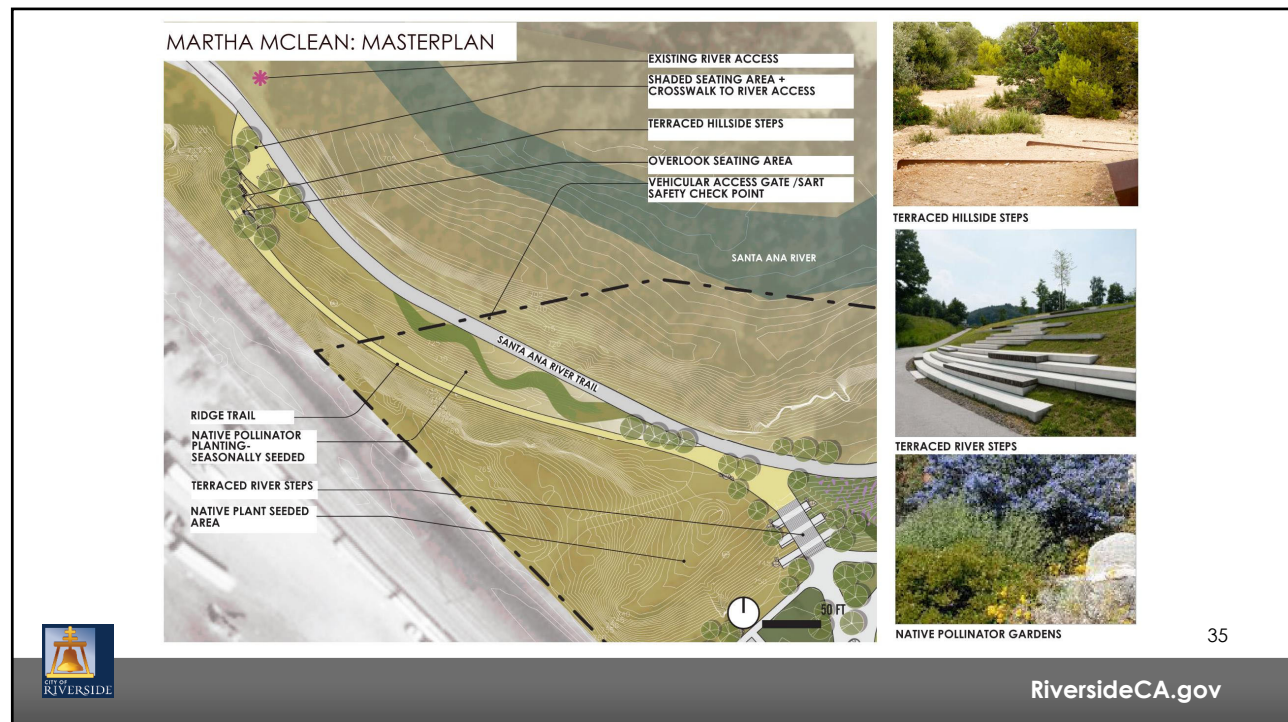 MARTHA MCLEAN: MASTERPLAN
EXISTING RIVER ACCESS
SHADED SEATING AREA +
CROSSWALK TO RIVER ACCESS
TERRACED HILLSIDE STEPS
OVERLOOK SEATING AREA
VEHICULAR ACCESS GATE /SART
SAFETY CHECK POINT
SANTA ANA RIVER
SANTA ANA RIVER TRAIL
RIDGE TRAIL
NATIVE POLLINATOR
PLANTING-
SEASONALLY SEEDED
TERRACED RIVER STEPS
NATIVE PLANT SEEDED
AREA
50 FT
TERRACED HILLSIDE STEPS
TERRACED RIVER STEPS
NATIVE POLLINATOR GARDENS
35
CITY OF
RIVERSIDE
RiversideCA.gov